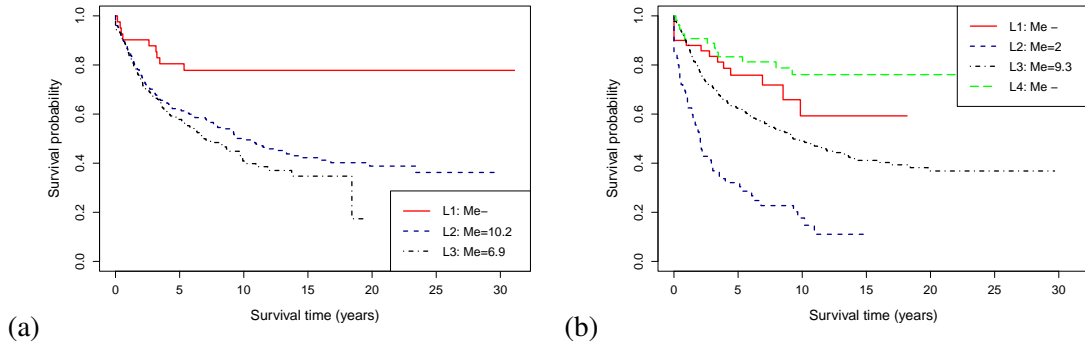 1.0
0.8
0.6
0.4
0.2
0.0
Survival probability
0 5 10 15 20 25 30
Survival time (years)
L1: Me-
L2: Me=10.2
L3: Me=6.9
(a)
1.0
0.8
0.6
0.4
0.2
0.0
Survival probability
0 5 10 15 20 25 30
Survival time (years)
L1: Me -
L2: Me=2
L3: Me=9.3
L4: Me -
(b)